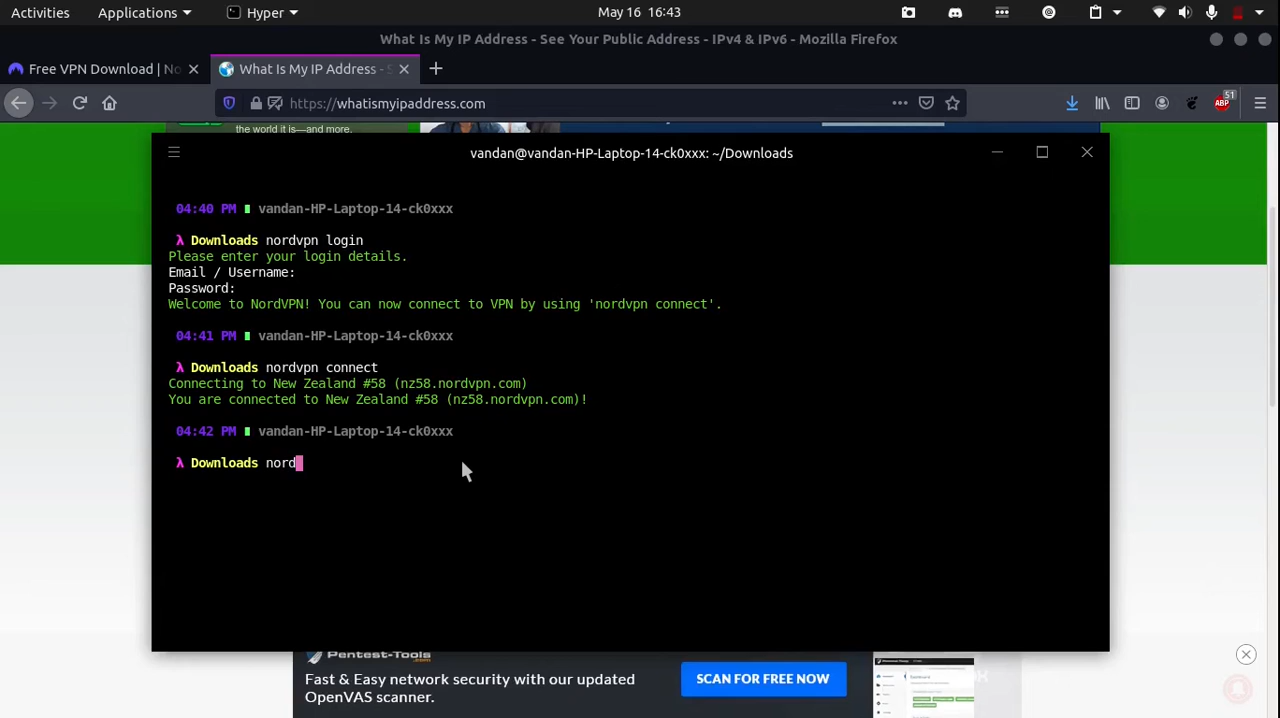 Activities Applications Hyper May 16 16:43
What Is My IP Address - See Your Public Address - IPv4 & IPv6 - Mozilla Firefox
Free VPN Download | No What Is My IP Address - S
https://whatismyipaddress.com
ABP 51
the world it is—and more.
vandan@vandan-HP-Laptop-14-ck0xxx: ~/Downloads
04:40 PM vandan-HP-Laptop-14-ck0xxx
λ Downloads nordvpn login
Please enter your login details.
Email / Username:
Password:
Welcome to NordVPN! You can now connect to VPN by using 'nordvpn connect'.
04:41 PM vandan-HP-Laptop-14-ck0xxx
λ Downloads nordvpn connect
Connecting to New Zealand #58 (nz58.nordvpn.com)
You are connected to New Zealand #58 (nz58.nordvpn.com)!
04:42 PM vandan-HP-Laptop-14-ck0xxx
λ Downloads nord
Pentest-Tools.com
Fast & Easy network security with our updated
OpenVAS scanner.
SCAN FOR FREE NOW